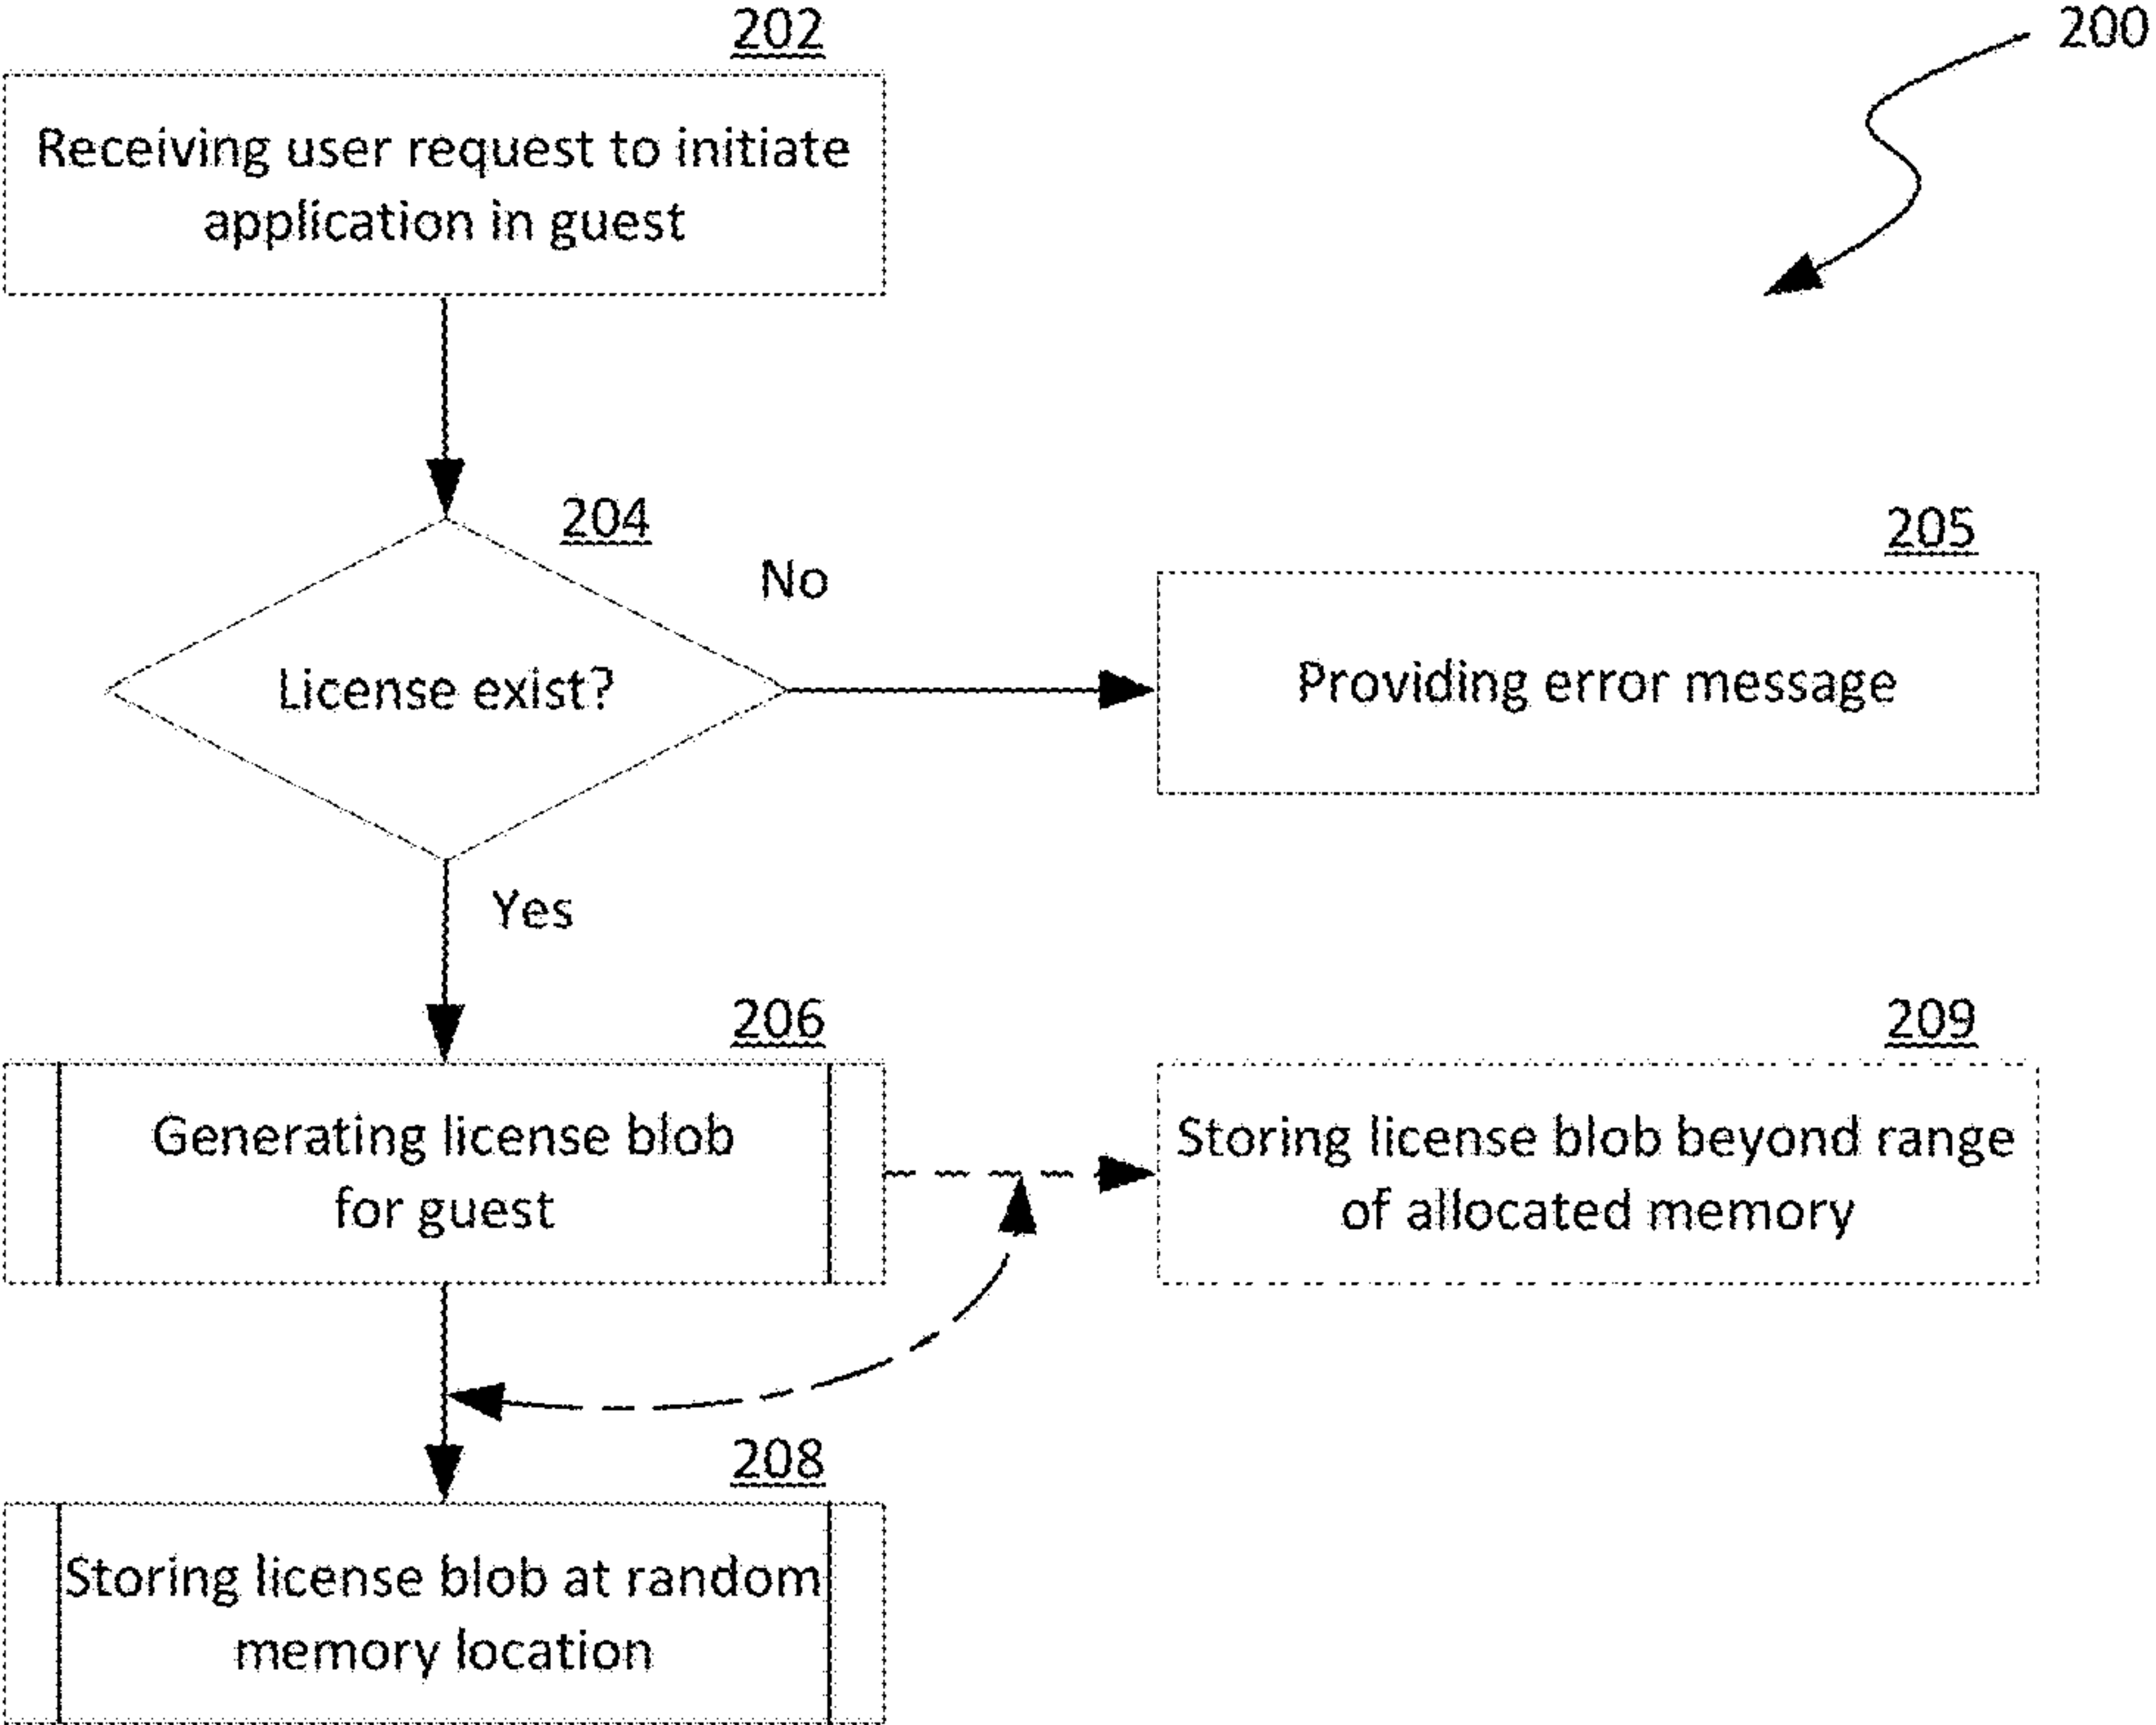 202
200
Receiving user request to initiate
application in guest
204
No
205
License exist?
Providing error message
Yes
206
209
Generating license blob
for guest
Storing license blob beyond range
of allocated memory
208
Storing license blob at random
memory location